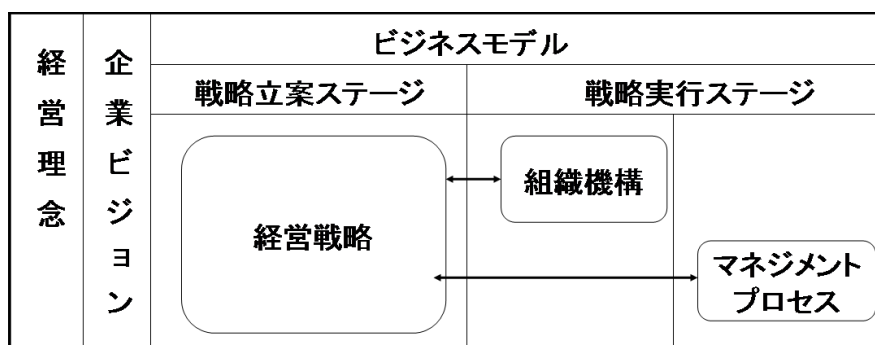 経営理念
企業ビジョン
ビジネスモデル
戦略立案ステージ
戦略実行ステージ
経営戦略
組織機構
マネジメント
プロセス